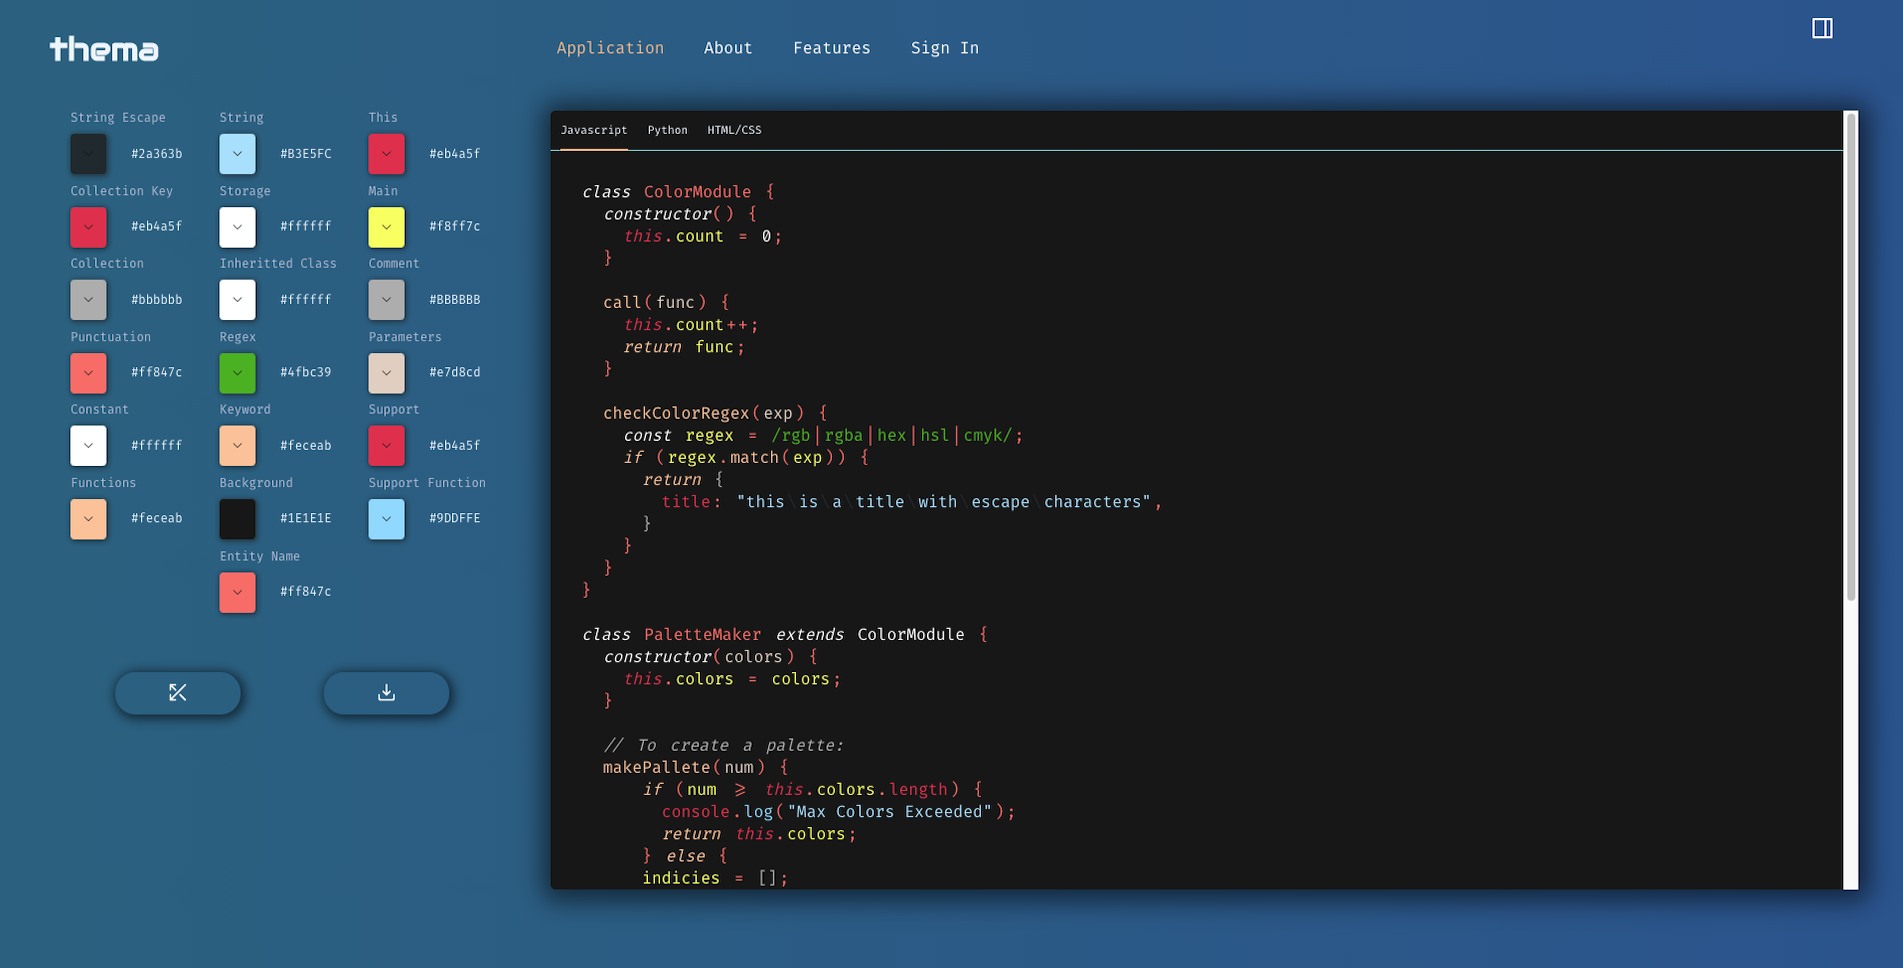 thema
Application About Features Sign In
String Escape String This
#2a363b #B3E5FC #eb4a5f
Collection Key Storage Main
#eb4a5f #ffffff #f8ff7c
Collection Inheritted Class Comment
#bbbbbb #ffffff #BBBBBB
Punctuation Regex Parameters
#ff847c #4fbc39 #e7d8cd
Constant Keyword Support
#ffffff #feceab #eb4a5f
Functions Background Support Function
#feceab #1E1E1E #9DDFFE
Entity Name
#ff847c
Javascript Python HTML/CSS
class ColorModule {
constructor() {
this.count = 0;
}
call(func) {
this.count++;
return func;
}
checkColorRegex(exp) {
const regex = /rgb|rgba|hex|hsl|cmyk/;
if (regex.match(exp)) {
return {
title: "this\is\a\title\with\escape\characters",
}
}
}
}
class PaletteMaker extends ColorModule {
constructor(colors) {
this.colors = colors;
}
// To create a palette:
makePallete(num) {
if (num ≥ this.colors.length) {
console.log("Max Colors Exceeded");
return this.colors;
} else {
indicies = [];